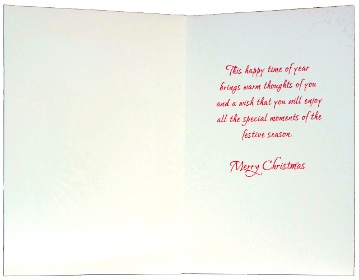 This happy time of year
brings warm thoughts of you
and a wish that you will enjoy
all the special moments of the
festive season.
Merry Christmas